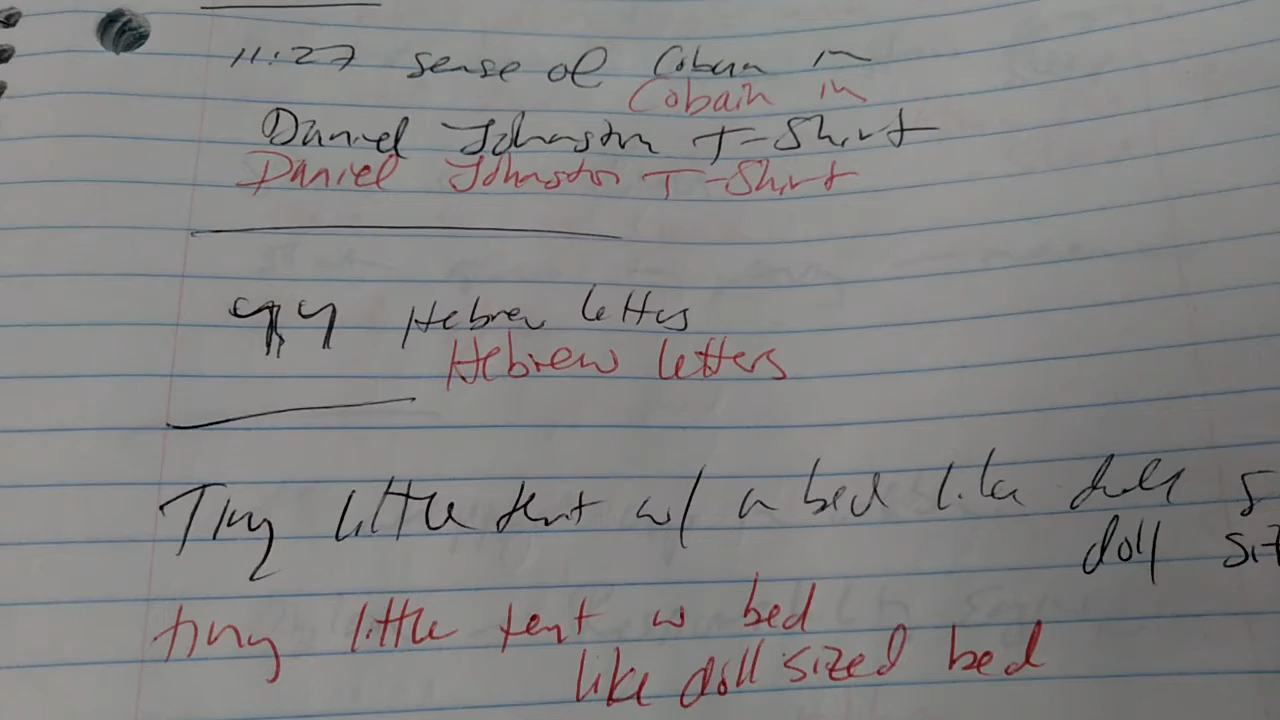 11:27 sense of Cobain in
Cobain in
Daniel Johnston T-Shirt
Daniel Johnston T-Shirt
Hebrew letters
Hebrew letters
Tiny little tent w/ a bed like doll
doll
tiny little tent w bed
like doll sized bed